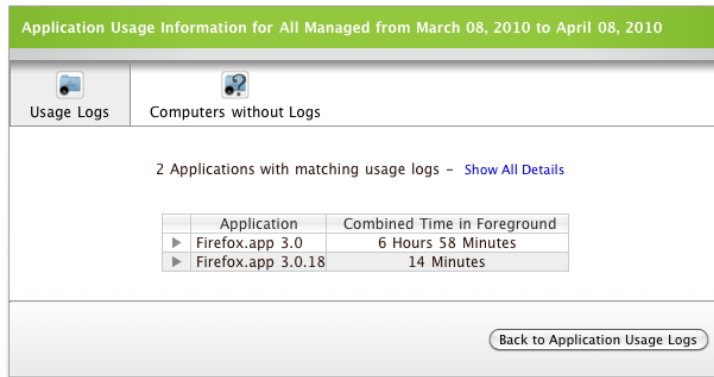 Application Usage Information for All Managed from March 08, 2010 to April 08, 2010
Usage Logs Computers without Logs
2 Applications with matching usage logs – Show All Details
Application Combined Time in Foreground
Firefox.app 3.0 6 Hours 58 Minutes
Firefox.app 3.0.18 14 Minutes
Back to Application Usage Logs